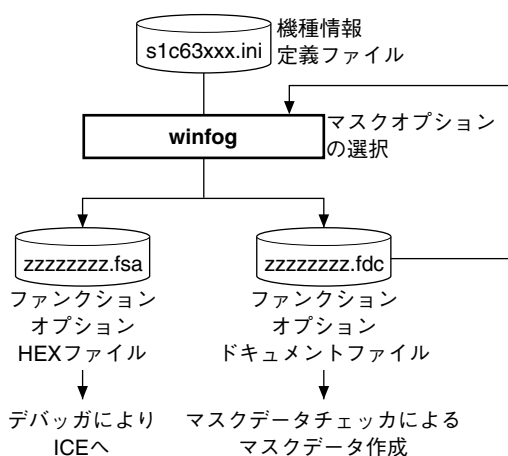 s1c63xxx.ini
機種情報
定義ファイル
winfog
マスクオプション
の選択
zzzzzzzz.fsa
zzzzzzzz.fdc
ファンクション
オプション
HEXファイル
ファンクション
オプション
ドキュメントファイル
デバッガにより
ICEへ
マスクデータチェッカによる
マスクデータ作成